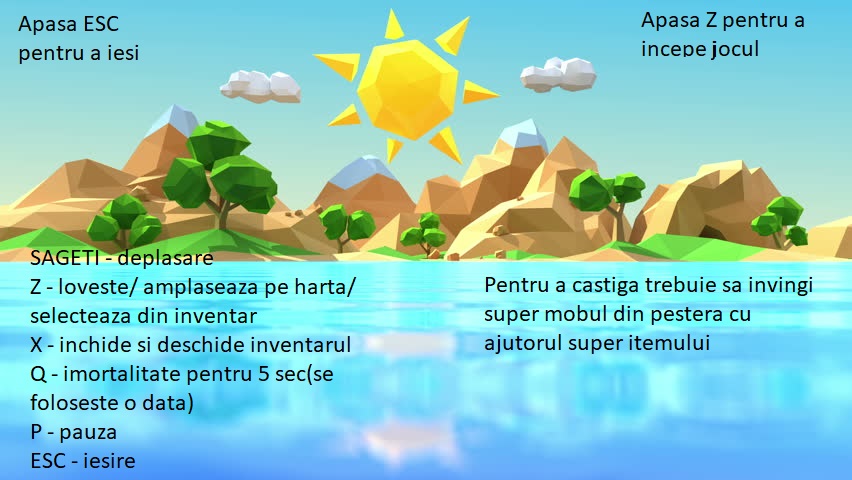 Apasa ESC
pentru a iesi
Apasa Z pentru a
incepe jocul
SAGETI - deplasare
Z - loveste/ amplaseaza pe harta/
selecteaza din inventar
X - inchide si deschide inventarul
Q - imortalitate pentru 5 sec(se
foloseste o data)
P - pauza
ESC - iesire
Pentru a castiga trebuie sa invingi
super mobul din pestera cu
ajutorul super itemului